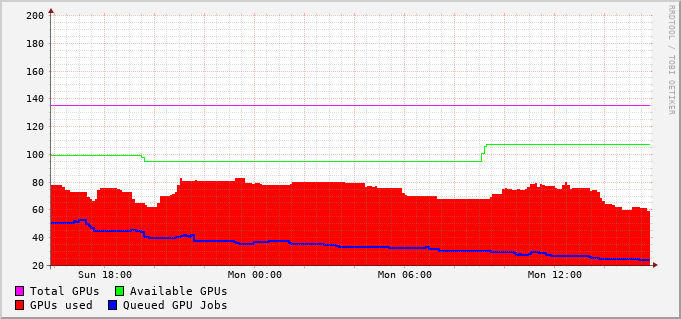 200
180
160
140
120
100
80
60
40
20
Sun 18:00 Mon 00:00 Mon 06:00 Mon 12:00
Total GPUs Available GPUs
GPUs used Queued GPU Jobs
RRDTOOL / TOBI OETIKER